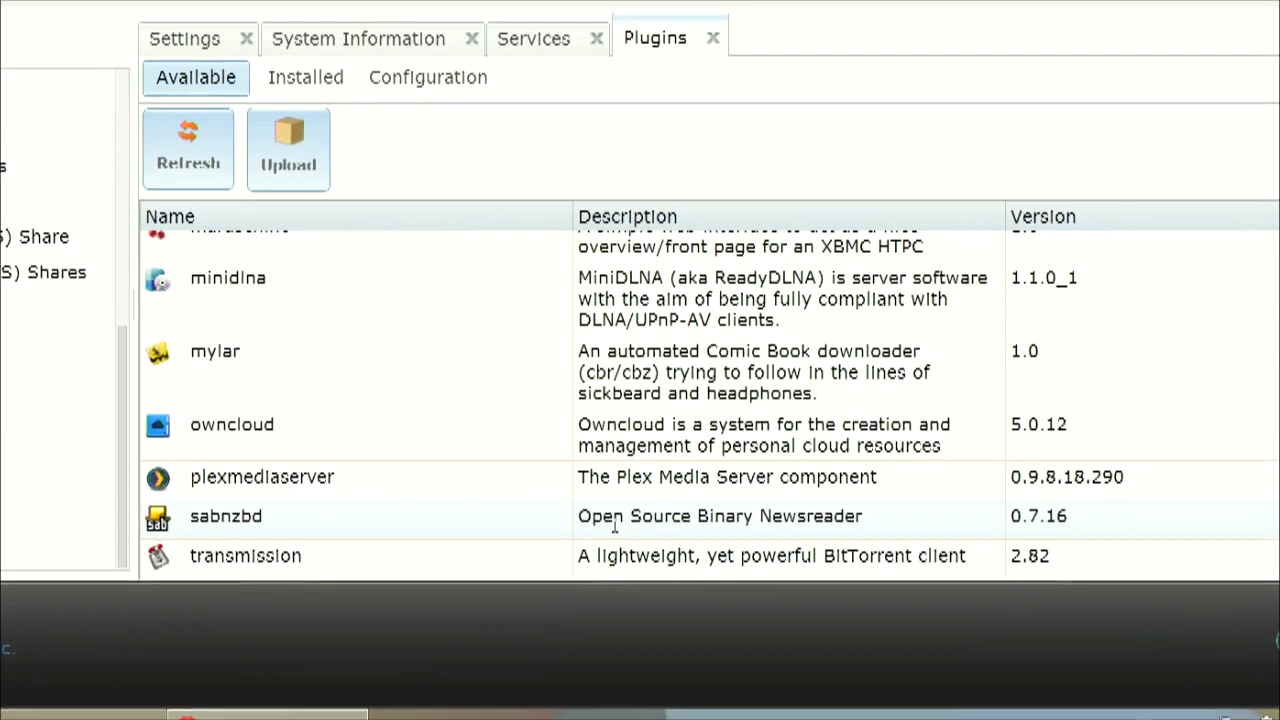 Settings System Information Services Plugins
Available Installed Configuration
Refresh Upload
s
S) Share
S) Shares
Name Description Version
overview/front page for an XBMC HTPC
minidlna MiniDLNA (aka ReadyDLNA) is server software 1.1.0_1
with the aim of being fully compliant with
DLNA/UPnP-AV clients.
mylar An automated Comic Book downloader 1.0
(cbr/cbz) trying to follow in the lines of
sickbeard and headphones.
owncloud Owncloud is a system for the creation and 5.0.12
management of personal cloud resources
plexmediaserver The Plex Media Server component 0.9.8.18.290
sabnzbd Open Source Binary Newsreader 0.7.16
transmission A lightweight, yet powerful BitTorrent client 2.82
c.